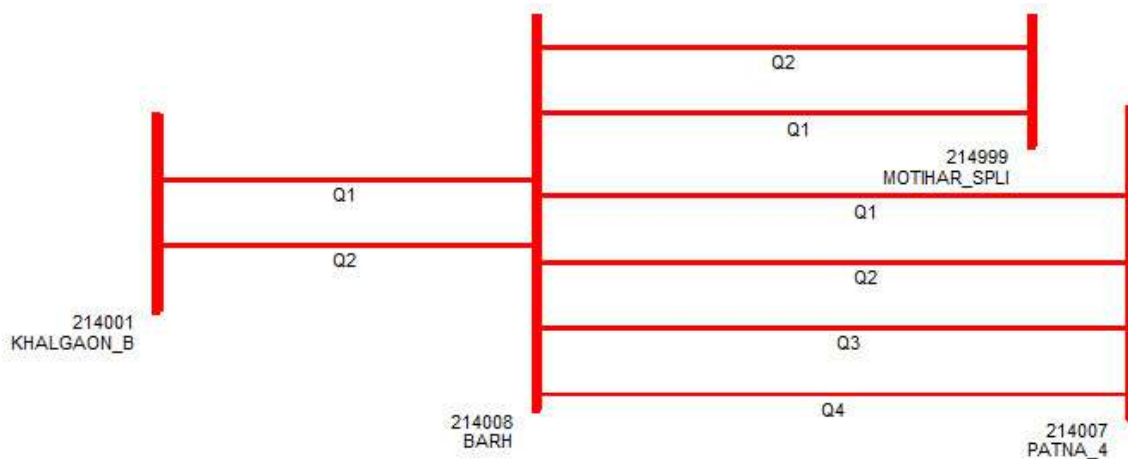 Q2
Q1
214999
MOTIHAR_SPLI
Q1
Q1
Q2
Q2
214001
KHALGAON_B
Q3
Q4
214008
BARH
214007
PATNA_4